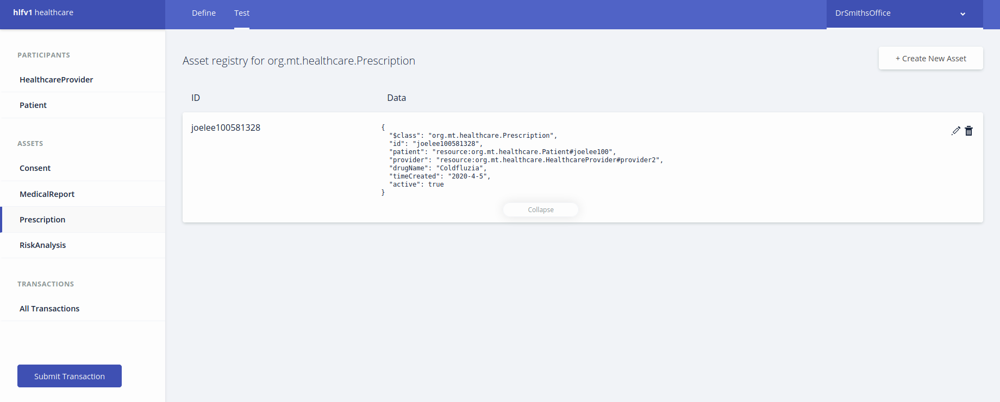 hlfv1 healthcare
Define
Test
DrSmithsOffice
PARTICIPANTS
HealthcareProvider
Patient
ASSETS
Consent
MedicalReport
Prescription
RiskAnalysis
TRANSACTIONS
All Transactions
Submit Transaction
Asset registry for org.mt.healthcare.Prescription
+ Create New Asset
ID
Data
joelee100581328
{
"$class": "org.mt.healthcare.Prescription",
"id": "joelee100581328",
"patient": "resource:org.mt.healthcare.Patient#joelee100",
"provider": "resource:org.mt.healthcare.HealthcareProvider#provider2",
"drugName": "Coldfluzia",
"timeCreated": "2020-4-5",
"active": true
}
Collapse